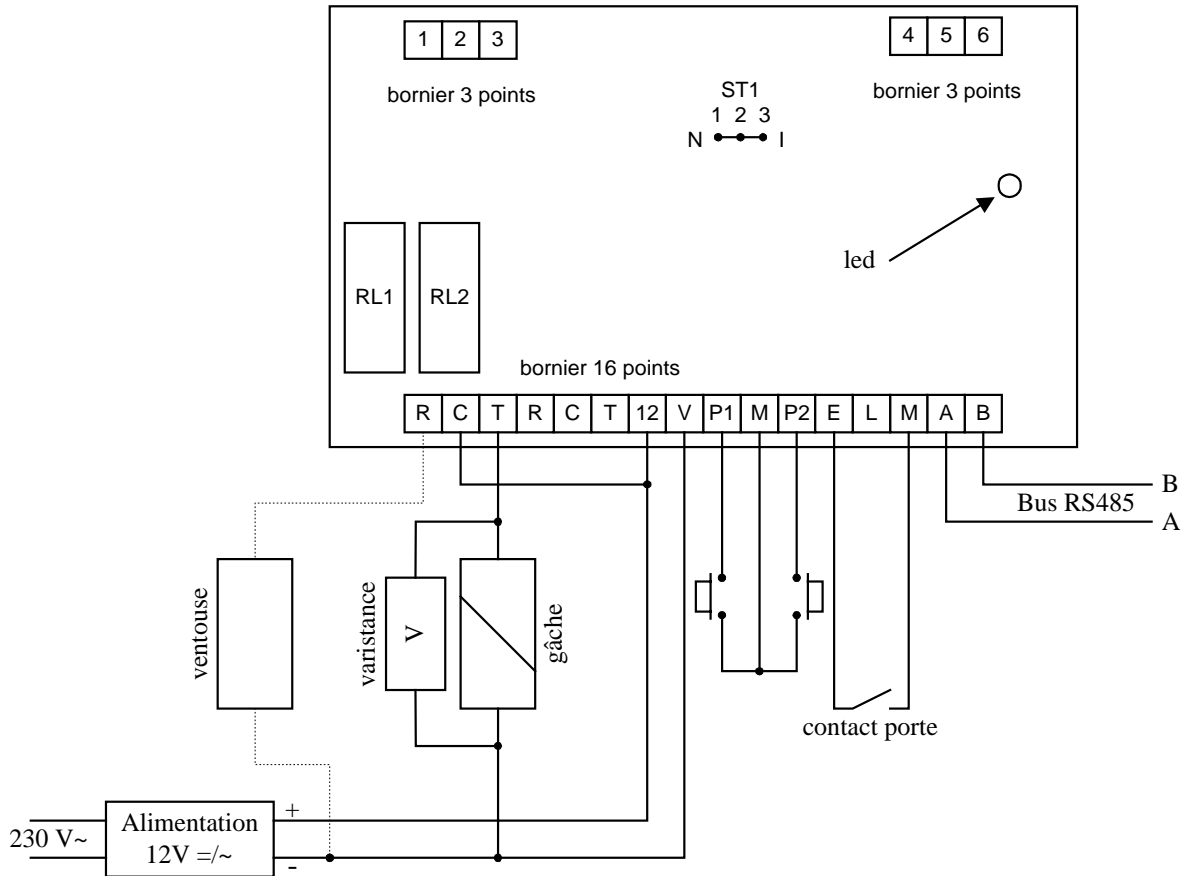 1 2 3
4 5 6
bornier 3 points
bornier 3 points
ST1
1 2 3
N I
led
RL1 RL2
bornier 16 points
R C T R C T 12 V P1 M P2 E L M A B
B
Bus RS485
A
ventouse
varistance
V
gâche
contact porte
+
230 V~
Alimentation
12V =/~
-